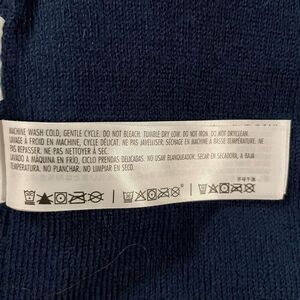 MACHINE WASH COLD, GENTLE CYCLE. DO NOT BLEACH. TUMBLE DRY LOW. DO NOT IRON. DO NOT DRYCLEAN.
LAVAGE À FROID EN MACHINE, CYCLE DÉLICAT. NE PAS JAVELLISER. SÉCHAGE EN MACHINE À BASSE TEMPÉRATURE. NE
PAS REPASSER. NE PAS NETTOYER À SEC.
LAVADO A MÁQUINA EN FRÍO, CICLO PRENDAS DELICADAS. NO USAR BLANQUEADOR. SECAR EN SECADORA, A BAJA
TEMPERATURA. NO PLANCHAR. NO LIMPIAR EN SECO.